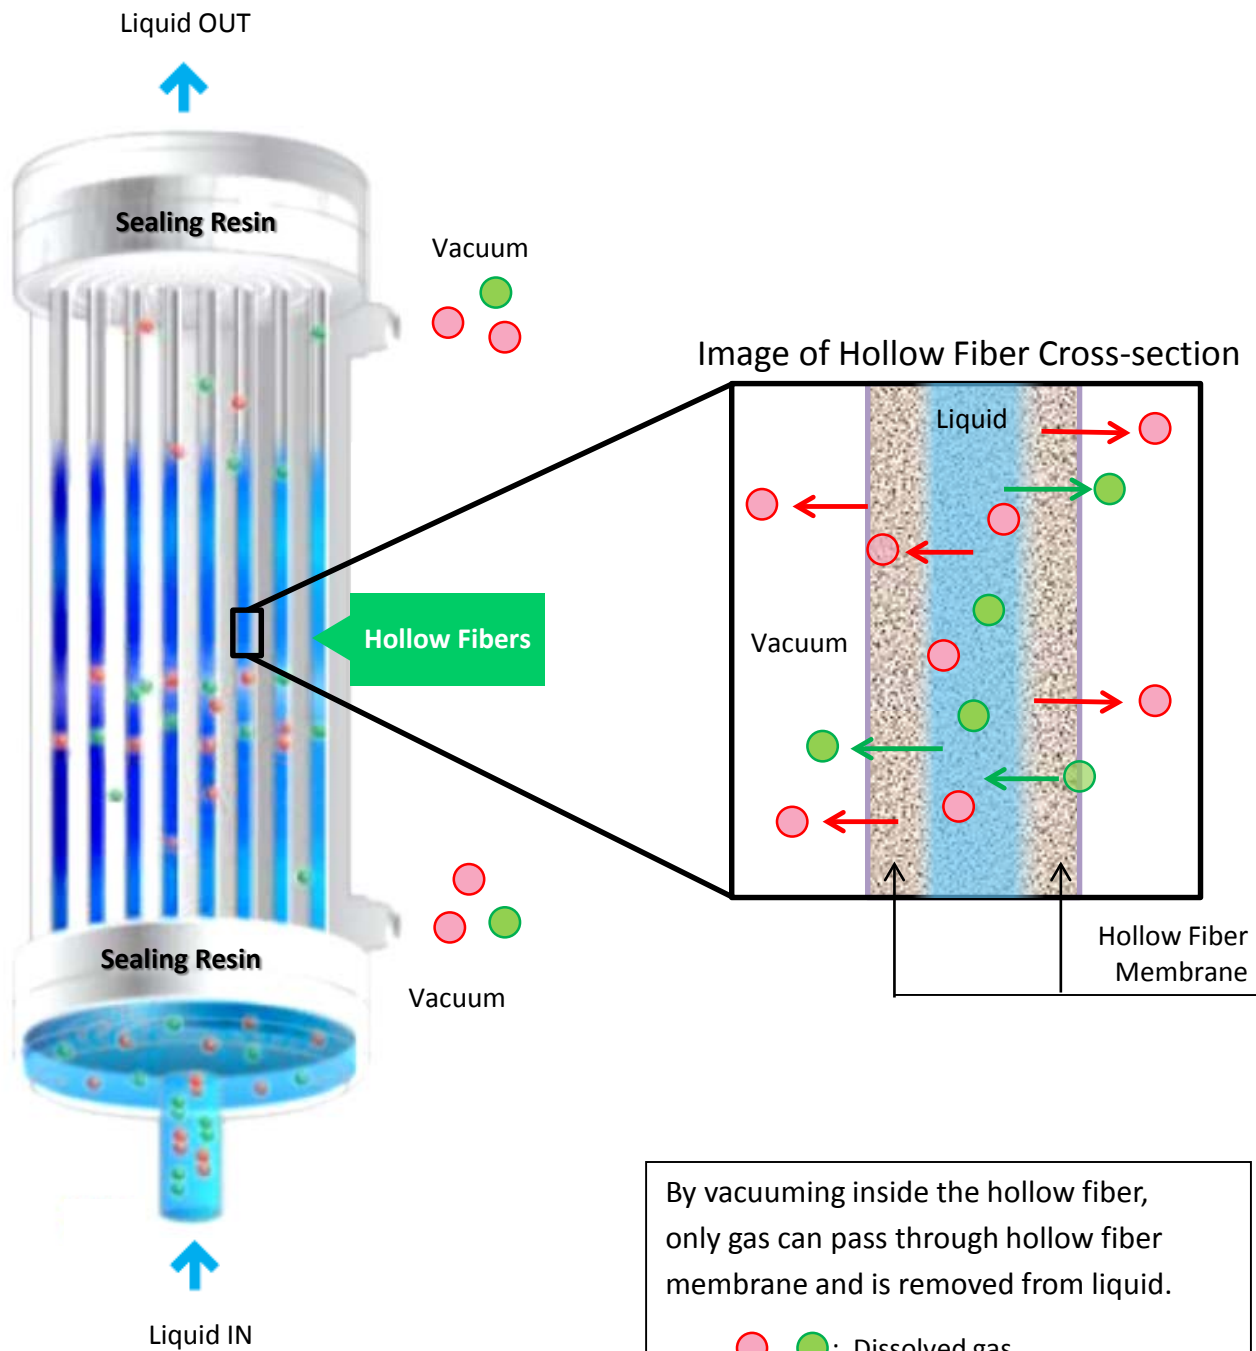 Liquid OUT
Sealing Resin
Vacuum
Image of Hollow Fiber Cross-section
Liquid
Hollow Fibers
Vacuum
Hollow Fiber
Membrane
Sealing Resin
Vacuum
By vacuuming inside the hollow fiber,
only gas can pass through hollow fiber
membrane and is removed from liquid.
: Dissolved gas
Liquid IN